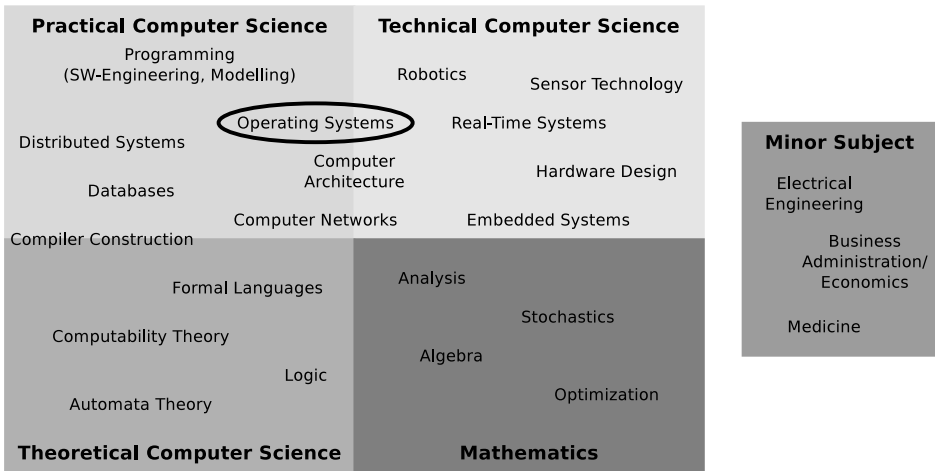 Practical Computer Science
Programming
(SW-Engineering, Modelling)
Operating Systems
Distributed Systems
Computer
Architecture
Databases
Computer Networks
Compiler Construction
Technical Computer Science
Robotics
Sensor Technology
Real-Time Systems
Hardware Design
Embedded Systems
Formal Languages
Computability Theory
Logic
Automata Theory
Theoretical Computer Science
Analysis
Stochastics
Algebra
Optimization
Mathematics
Minor Subject
Electrical
Engineering
Business
Administration/
Economics
Medicine